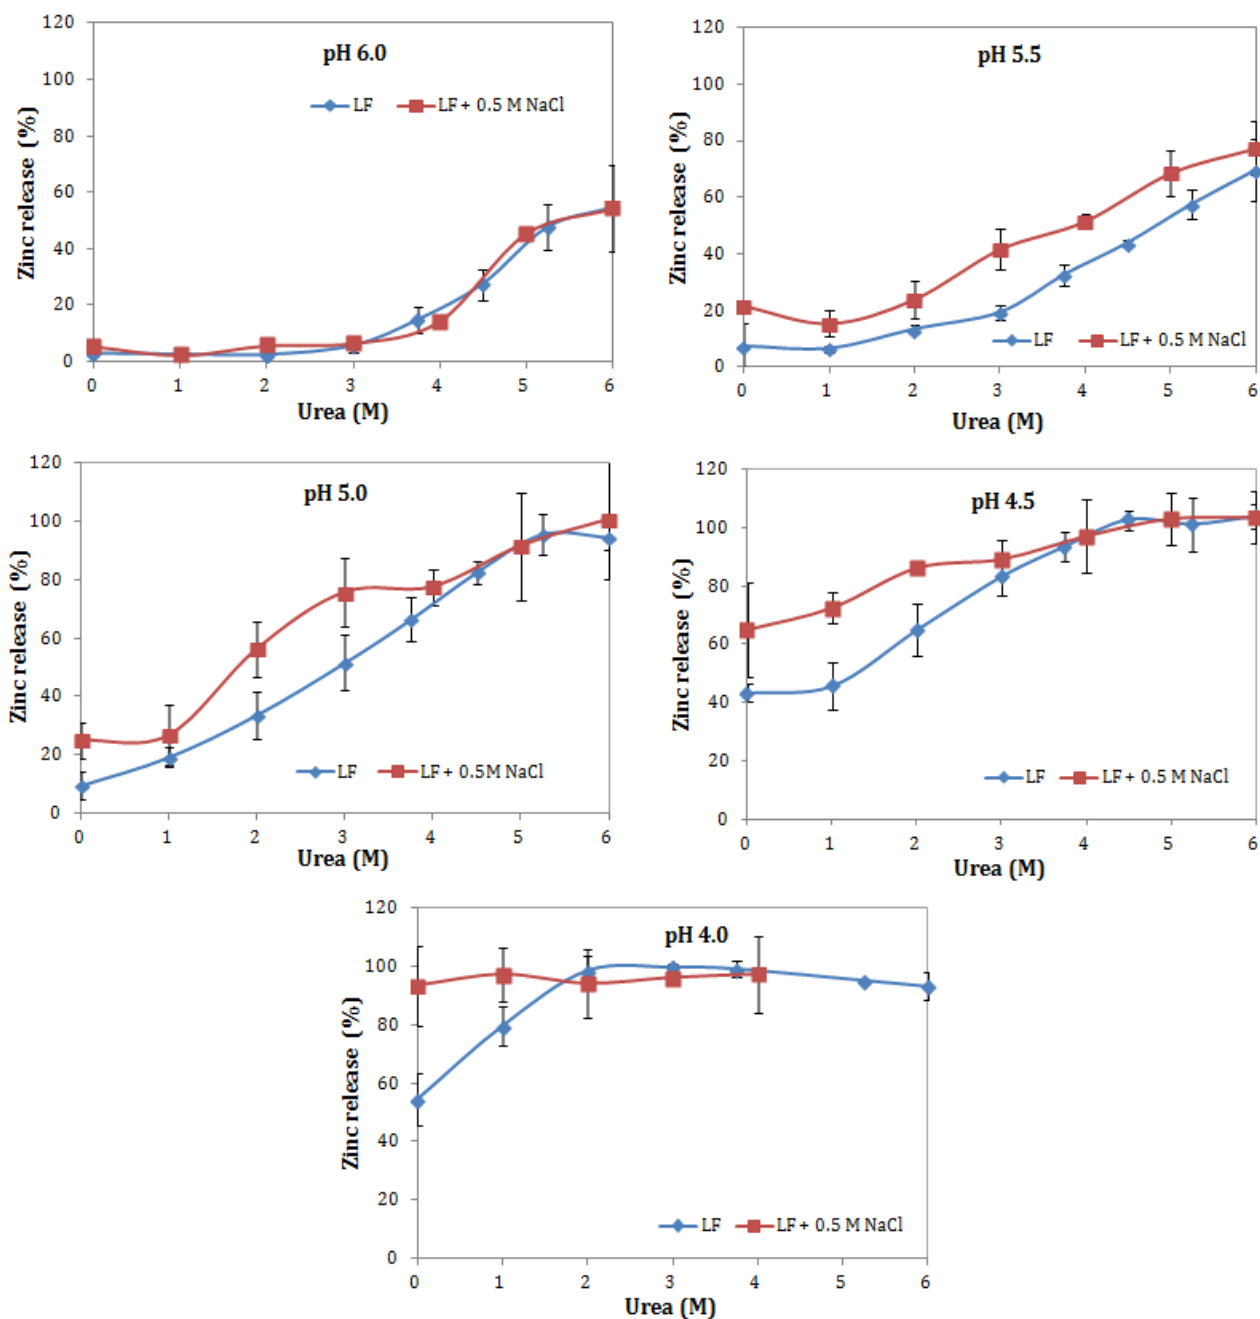 pH 6.0
LF LF + 0.5 M NaCl
Zinc release (%)
120
100
80
60
40
20
0
0 1 2 3 4 5 6
Urea (M)
pH 5.5
LF LF + 0.5 M NaCl
Zinc release (%)
120
100
80
60
40
20
0
0 1 2 3 4 5 6
Urea (M)
pH 5.0
LF LF + 0.5M NaCl
Zinc release (%)
120
100
80
60
40
20
0
0 1 2 3 4 5 6
Urea (M)
pH 4.5
LF LF + 0.5 M NaCl
Zinc release (%)
120
100
80
60
40
20
0
0 1 2 3 4 5 6
Urea (M)
pH 4.0
LF LF + 0.5 M NaCl
Zinc release (%)
120
100
80
60
40
20
0
0 1 2 3 4 5 6
Urea (M)